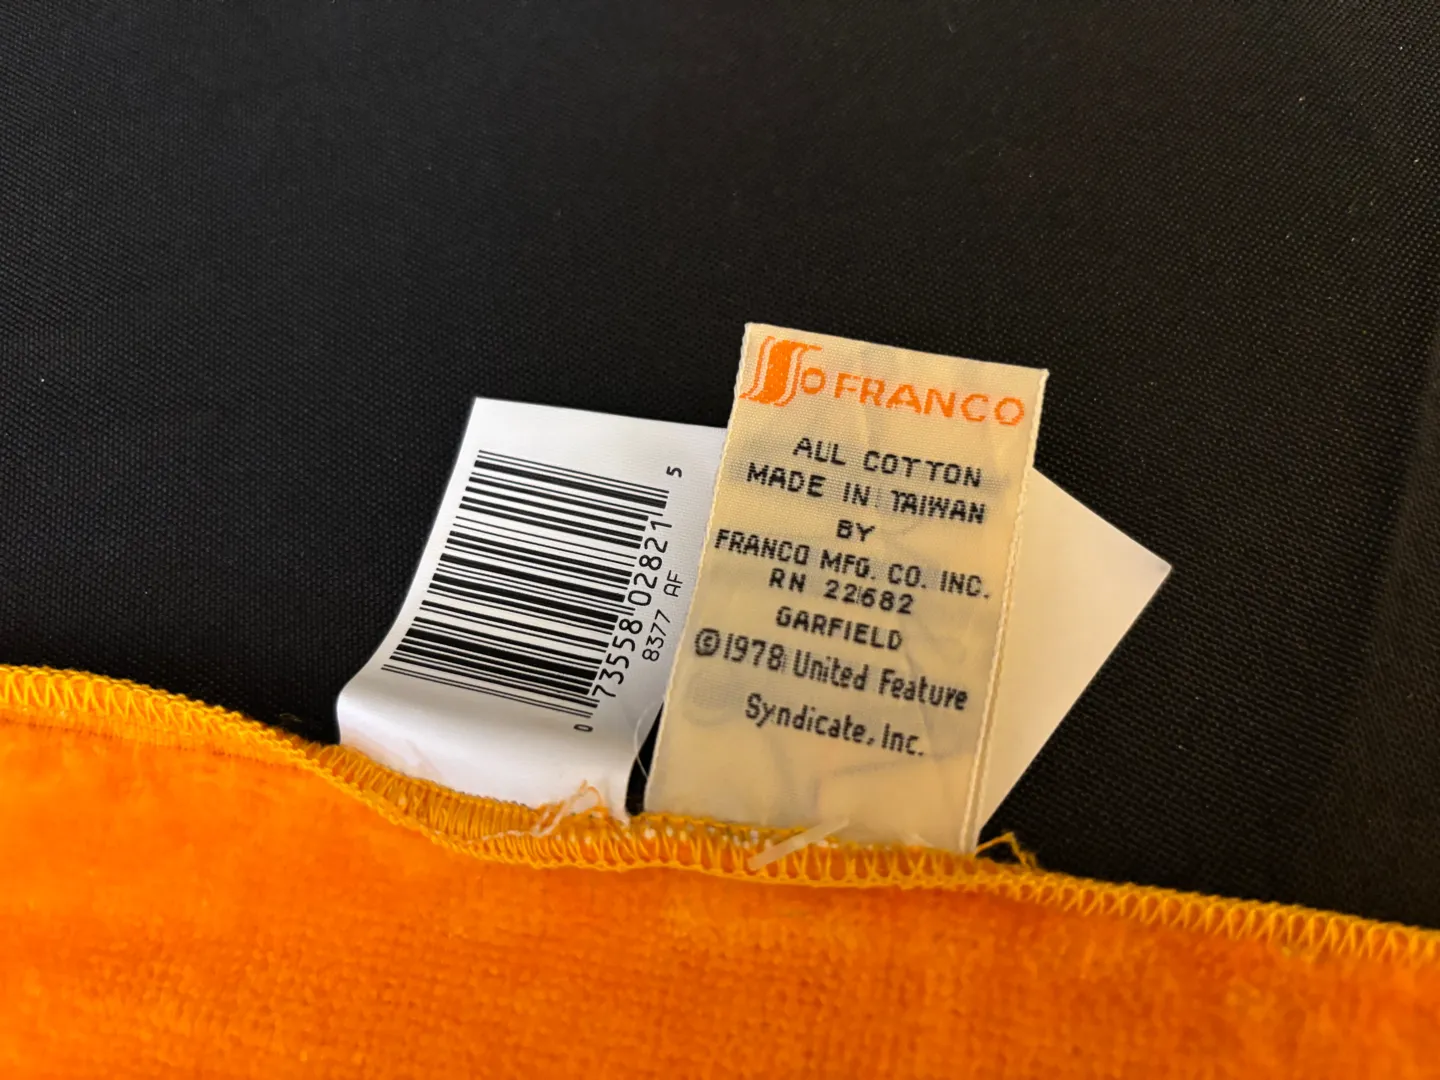 5
0 73558 02821
8377 AF
SO FRANCO
ALL COTTON
MADE IN TAIWAN
BY
FRANCO MFG. CO. INC.
RN 22682
GARFIELD
©1978 United Feature
Syndicate, Inc.